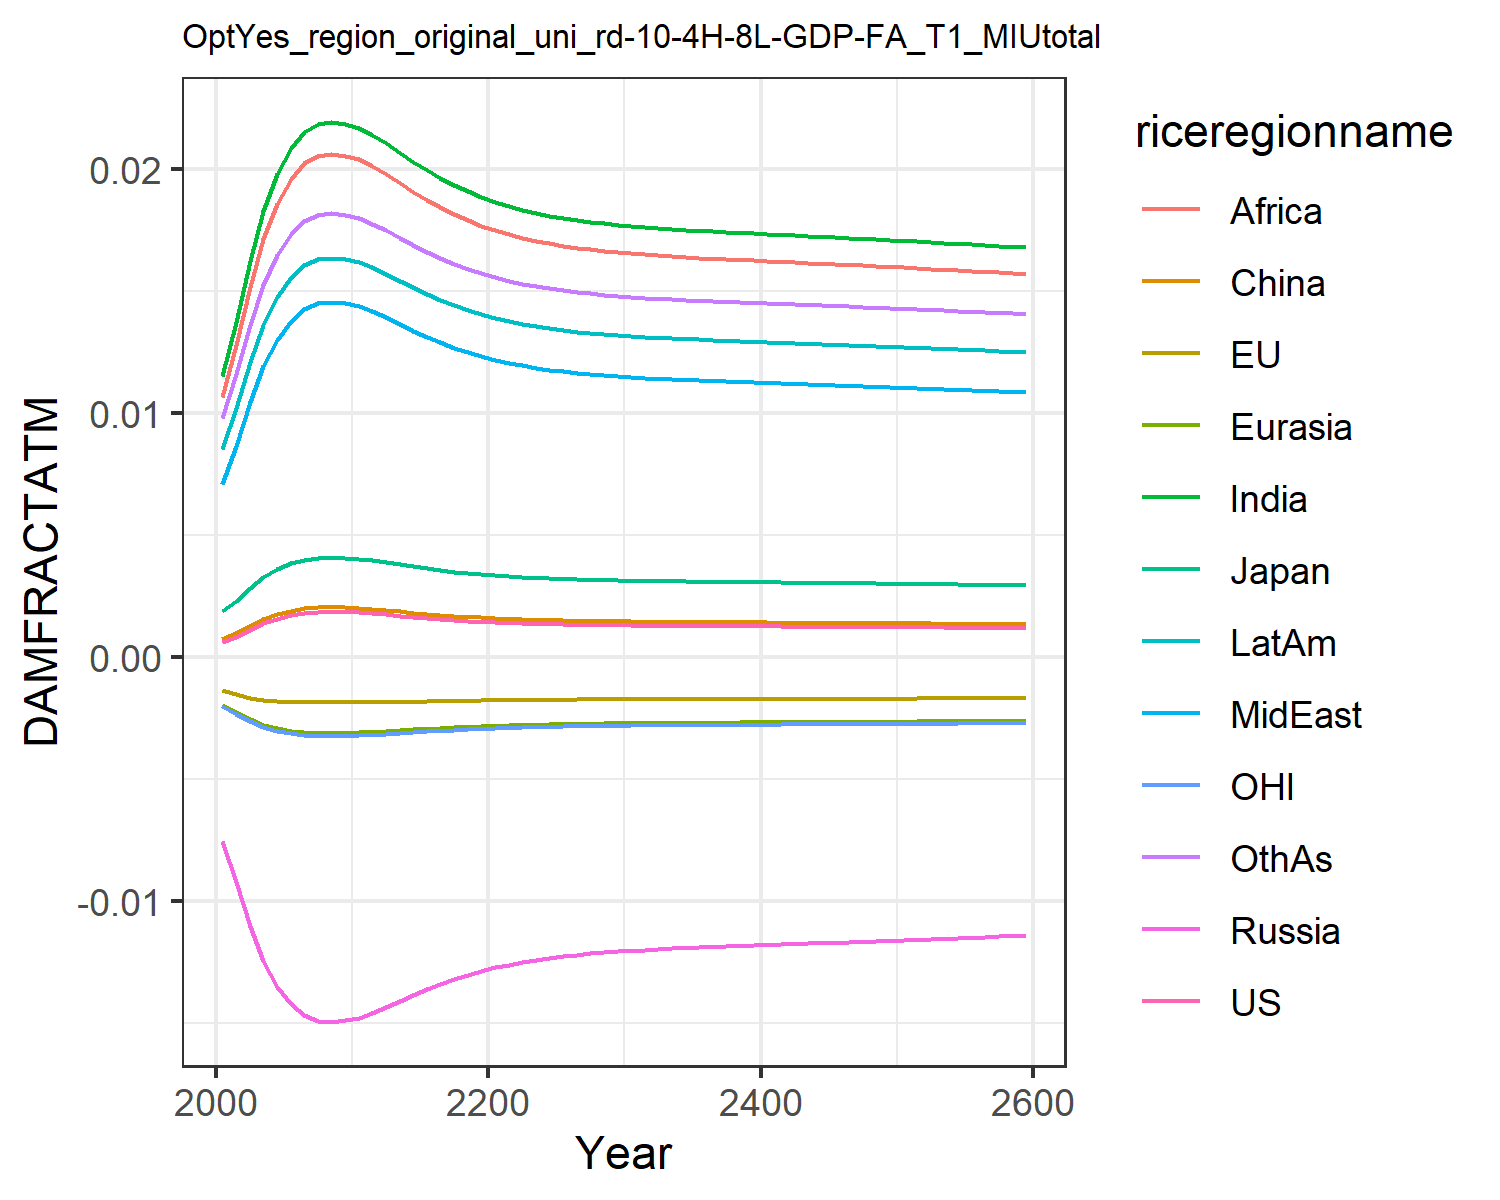 OptYes_region_original_uni_rd-10-4H-8L-GDP-FA_T1_MIUtotal
riceregionname
Africa
China
EU
Eurasia
India
Japan
LatAm
MidEast
OHI
OthAs
Russia
US
DAMFRACTATM
0.02
0.01
0.00
-0.01
2000 2200 2400 2600
Year